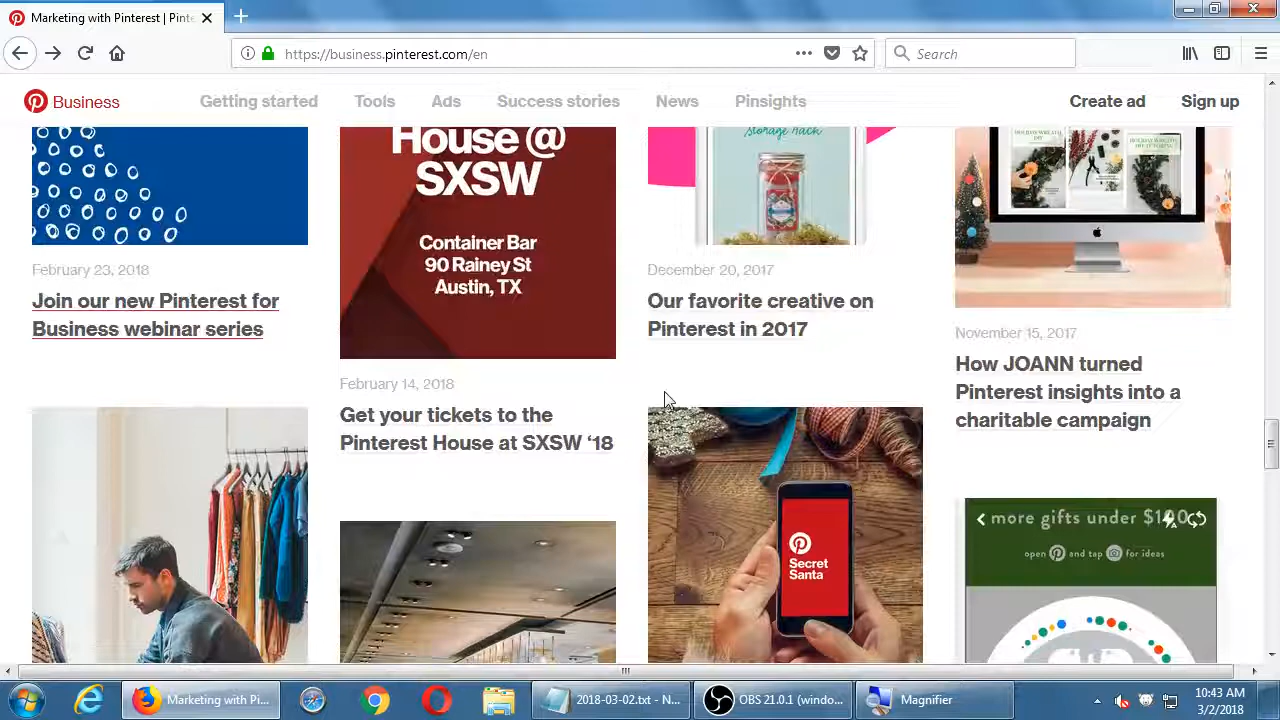 Marketing with Pinterest | Pinte
https://business.pinterest.com/en
Search
Business
Getting started
Tools
Ads
Success stories
News
Pinsights
Create ad
Sign up
House @
SXSW
Container Bar
90 Rainey St
Austin, TX
Storage Hack
February 23, 2018
Join our new Pinterest for
Business webinar series
February 14, 2018
Get your tickets to the
Pinterest House at SXSW ‘18
December 20, 2017
Our favorite creative on
Pinterest in 2017
November 15, 2017
How JOANN turned
Pinterest insights into a
charitable campaign
Secret
Santa
more gifts under $100
open and tap for ideas
Marketing with Pi...
2018-03-02.txt - N...
OBS 21.0.1 (windo...
Magnifier
10:43 AM
3/2/2018